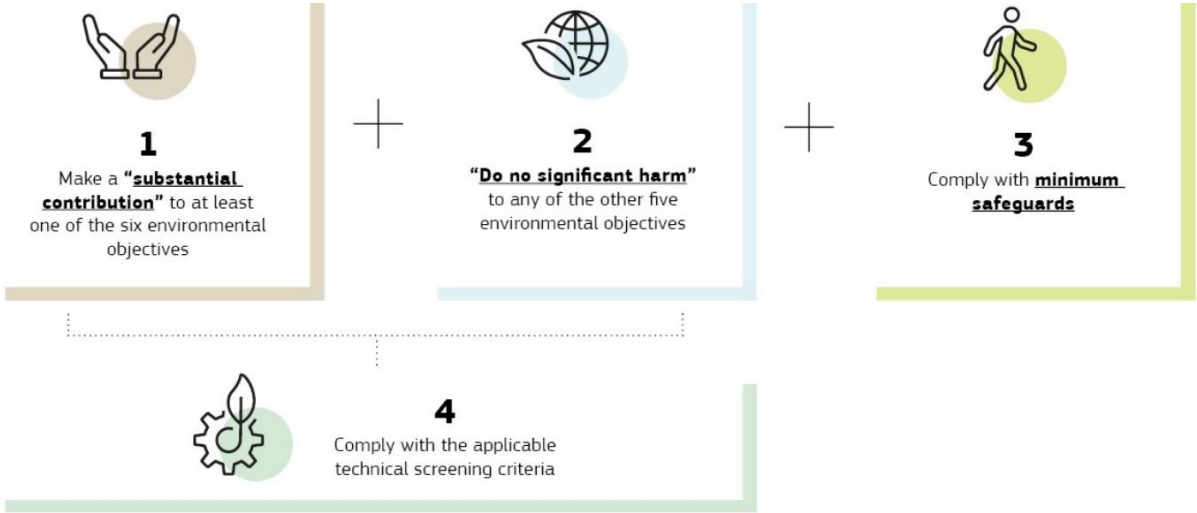 1
Make a “substantial
contribution” to at least
one of the six environmental
objectives
2
“Do no significant harm”
to any of the other five
environmental objectives
3
Comply with minimum
safeguards
4
Comply with the applicable
technical screening criteria